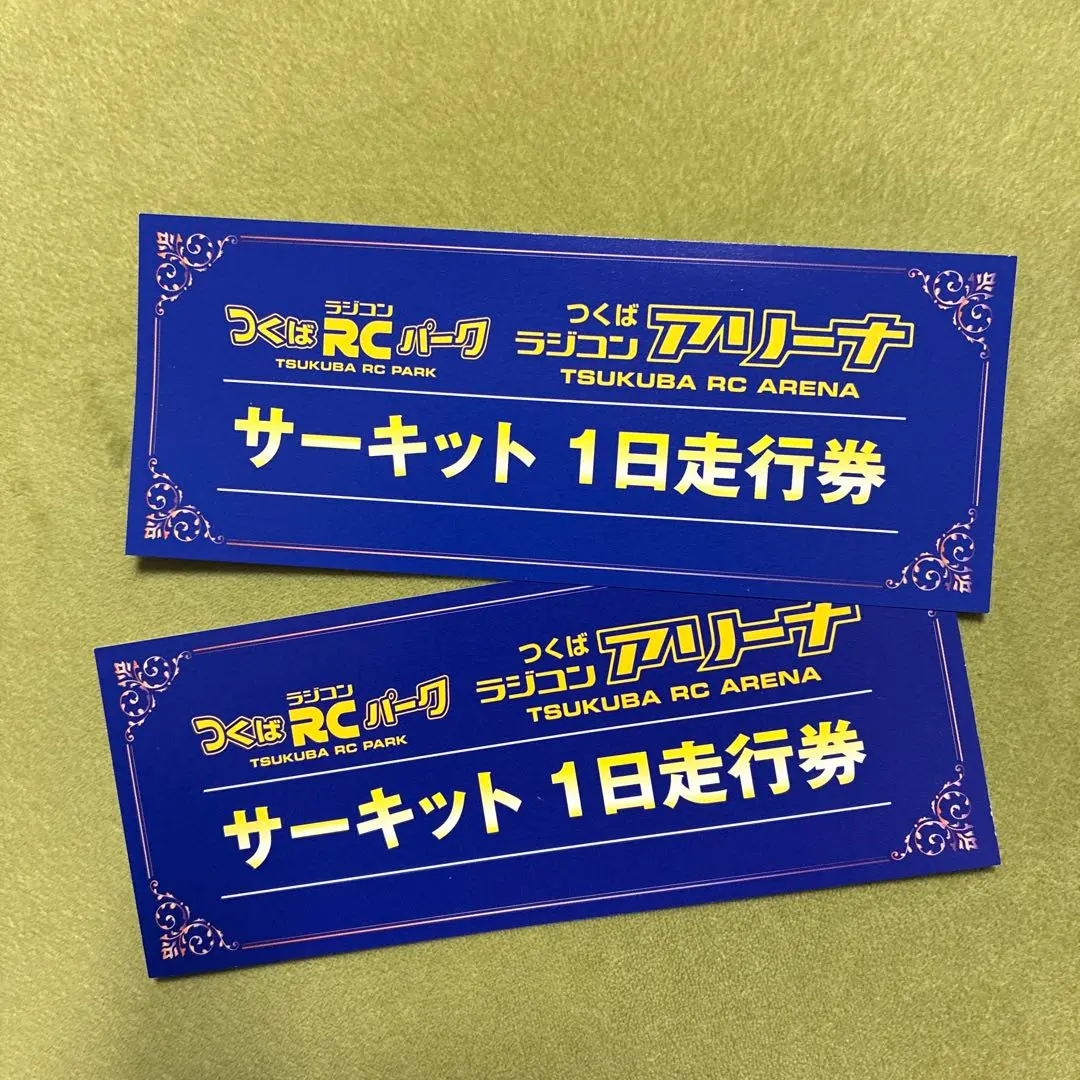 ラジコン
つくば RC パーク
TSUKUBA RC PARK
つくば
ラジコン アリーナ
TSUKUBA RC ARENA
サーキット 1日走行券
ラジコン
つくば RC パーク
TSUKUBA RC PARK
つくば
ラジコン アリーナ
TSUKUBA RC ARENA
サーキット 1日走行券